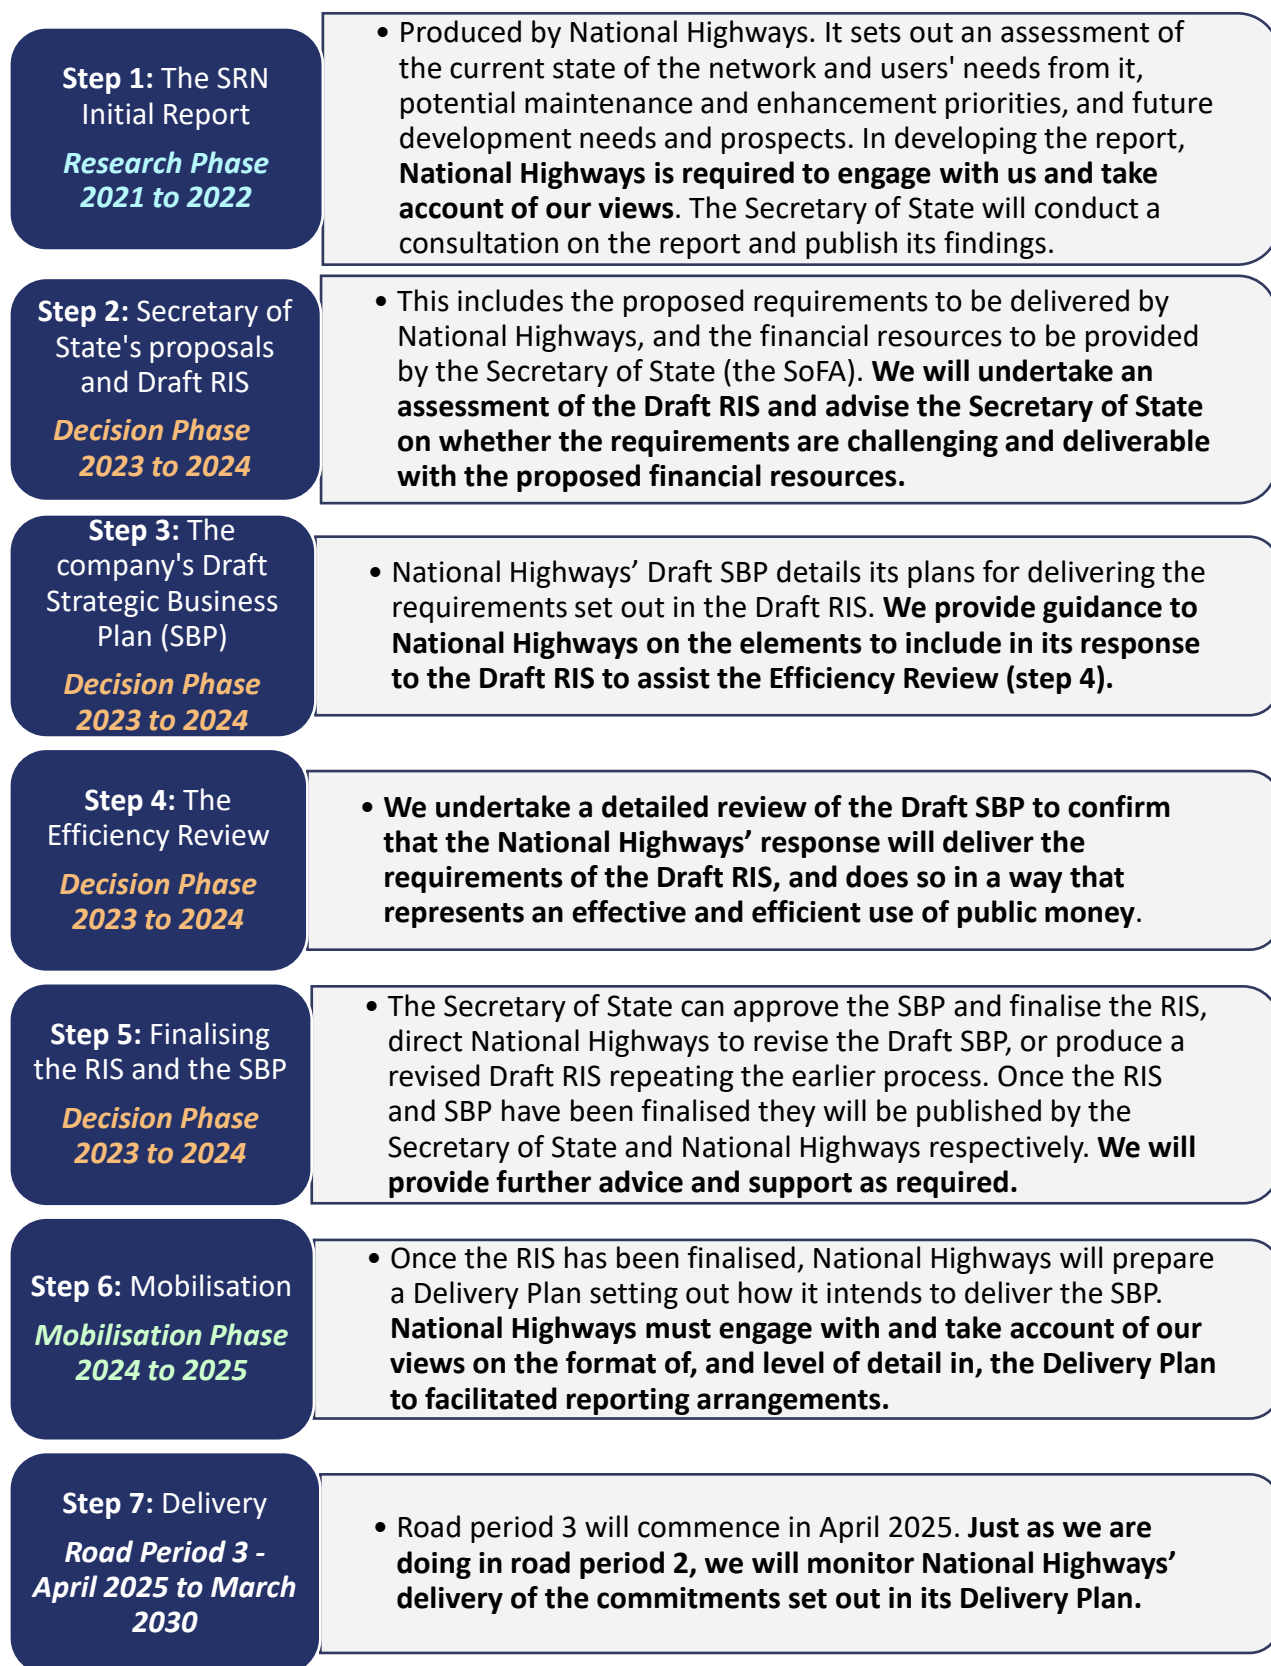 Step 1: The SRN
Initial Report
Research Phase
2021 to 2022
• Produced by National Highways. It sets out an assessment of
the current state of the network and users' needs from it,
potential maintenance and enhancement priorities, and future
development needs and prospects. In developing the report,
National Highways is required to engage with us and take
account of our views. The Secretary of State will conduct a
consultation on the report and publish its findings.
Step 2: Secretary of
State's proposals
and Draft RIS
Decision Phase
2023 to 2024
• This includes the proposed requirements to be delivered by
National Highways, and the financial resources to be provided
by the Secretary of State (the SoFA). We will undertake an
assessment of the Draft RIS and advise the Secretary of State
on whether the requirements are challenging and deliverable
with the proposed financial resources.
Step 3: The
company's Draft
Strategic Business
Plan (SBP)
Decision Phase
2023 to 2024
• National Highways’ Draft SBP details its plans for delivering the
requirements set out in the Draft RIS. We provide guidance to
National Highways on the elements to include in its response
to the Draft RIS to assist the Efficiency Review (step 4).
Step 4: The
Efficiency Review
Decision Phase
2023 to 2024
• We undertake a detailed review of the Draft SBP to confirm
that the National Highways’ response will deliver the
requirements of the Draft RIS, and does so in a way that
represents an effective and efficient use of public money.
Step 5: Finalising
the RIS and the SBP
Decision Phase
2023 to 2024
• The Secretary of State can approve the SBP and finalise the RIS,
direct National Highways to revise the Draft SBP, or produce a
revised Draft RIS repeating the earlier process. Once the RIS
and SBP have been finalised they will be published by the
Secretary of State and National Highways respectively. We will
provide further advice and support as required.
Step 6: Mobilisation
Mobilisation Phase
2024 to 2025
• Once the RIS has been finalised, National Highways will prepare
a Delivery Plan setting out how it intends to deliver the SBP.
National Highways must engage with and take account of our
views on the format of, and level of detail in, the Delivery Plan
to facilitated reporting arrangements.
Step 7: Delivery
Road Period 3 -
April 2025 to March
2030
• Road period 3 will commence in April 2025. Just as we are
doing in road period 2, we will monitor National Highways’
delivery of the commitments set out in its Delivery Plan.